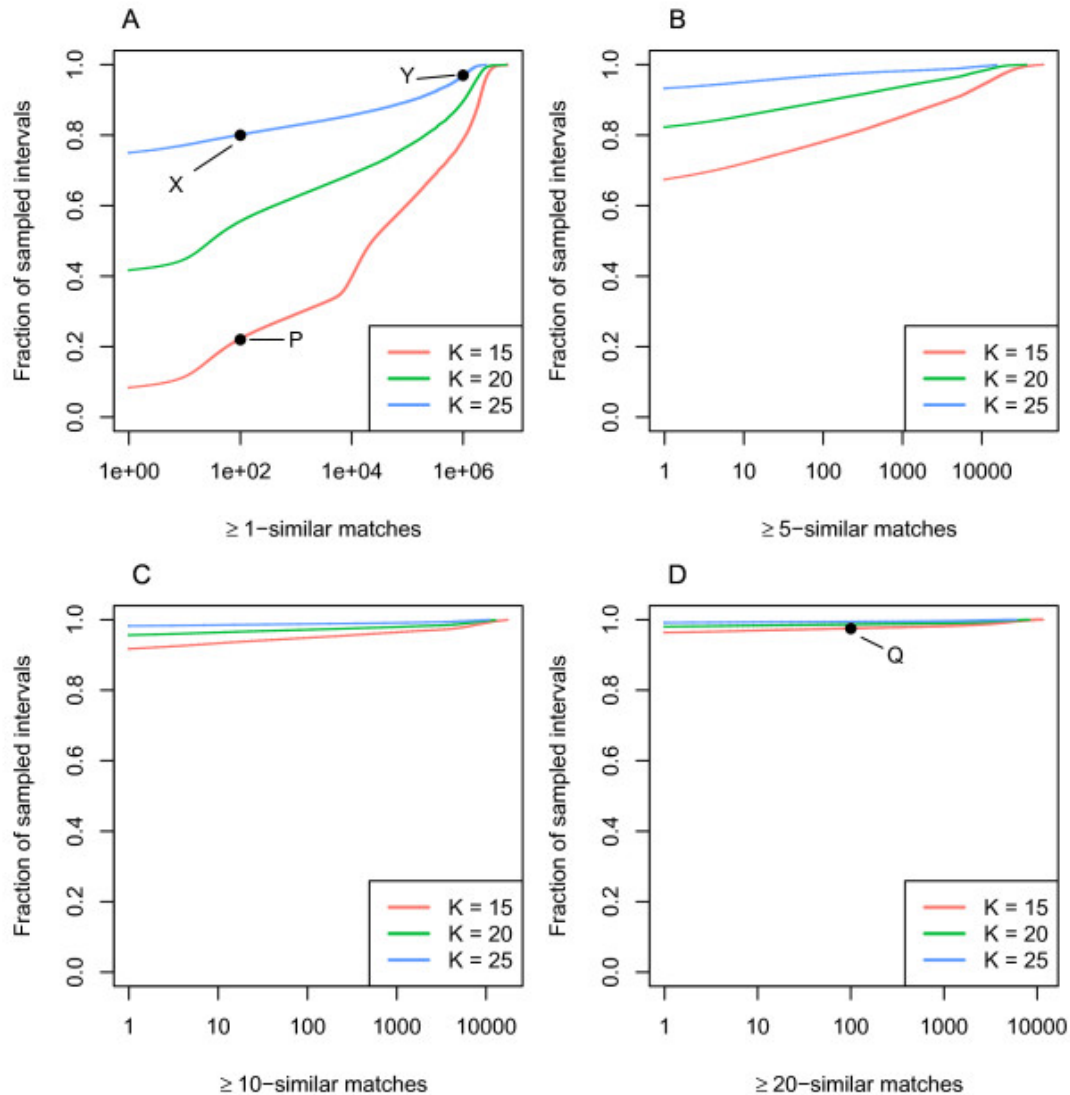 A
Fraction of sampled intervals
1.0
0.8
0.6
0.4
0.2
0.0
Y
X
P
K = 15
K = 20
K = 25
1e+00 1e+02 1e+04 1e+06
≥ 1−similar matches
B
Fraction of sampled intervals
1.0
0.8
0.6
0.4
0.2
0.0
K = 15
K = 20
K = 25
1 10 100 1000 10000
≥ 5−similar matches
C
Fraction of sampled intervals
1.0
0.8
0.6
0.4
0.2
0.0
K = 15
K = 20
K = 25
1 10 100 1000 10000
≥ 10−similar matches
D
Fraction of sampled intervals
1.0
0.8
0.6
0.4
0.2
0.0
Q
K = 15
K = 20
K = 25
1 10 100 1000 10000
≥ 20−similar matches